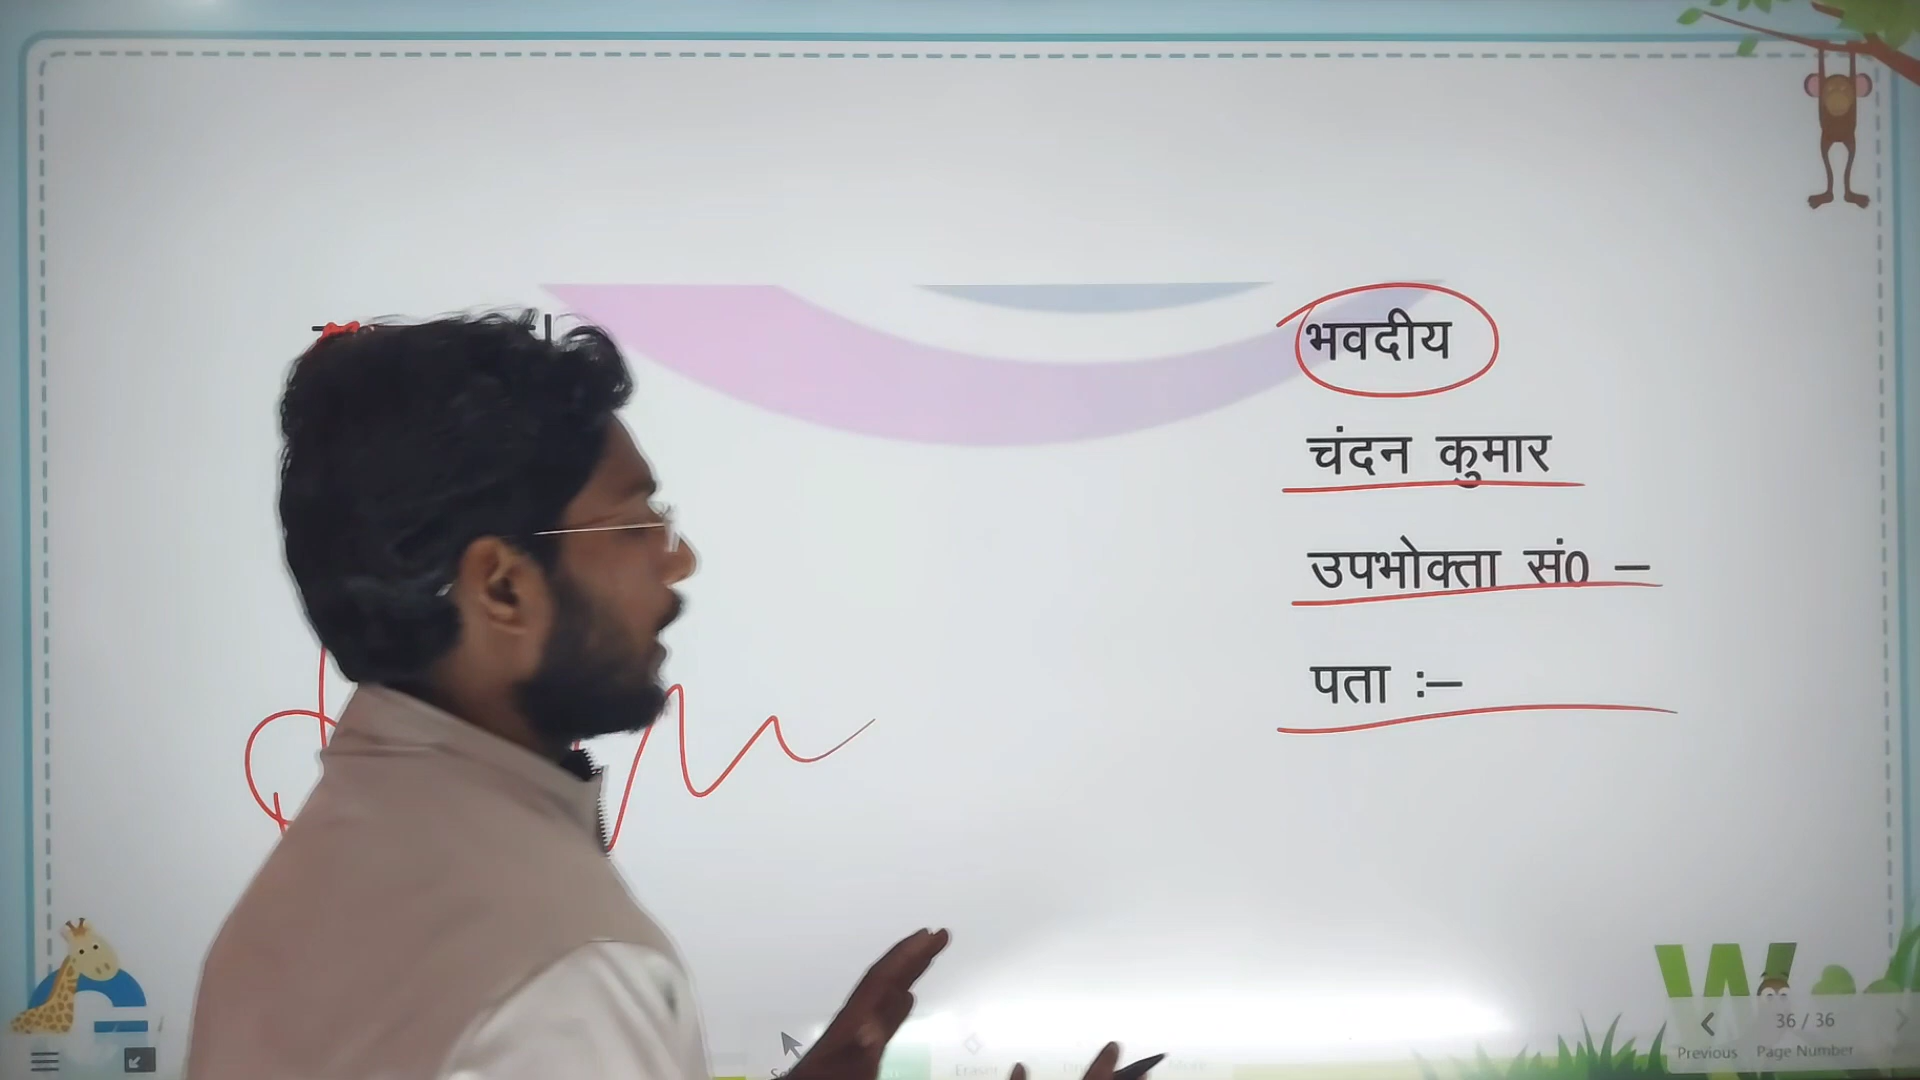 भवदीय
चंदन कुमार
उपभोक्ता सं0 –
पता :–
W
36 / 36
Previous Page Number